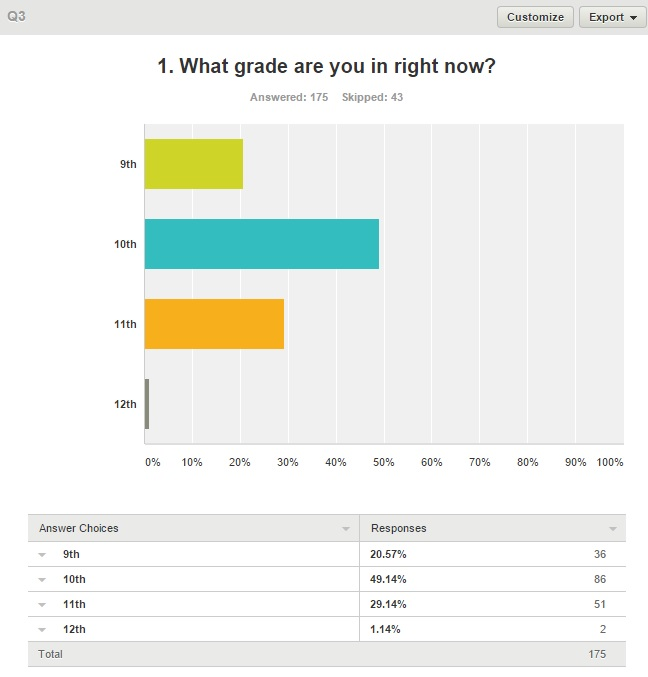 Q3 Customize Export
1. What grade are you in right now?
Answered: 175 Skipped: 43
9th
10th
11th
12th
0% 10% 20% 30% 40% 50% 60% 70% 80% 90% 100%
Answer Choices Responses
9th 20.57% 36
10th 49.14% 86
11th 29.14% 51
12th 1.14% 2
Total 175